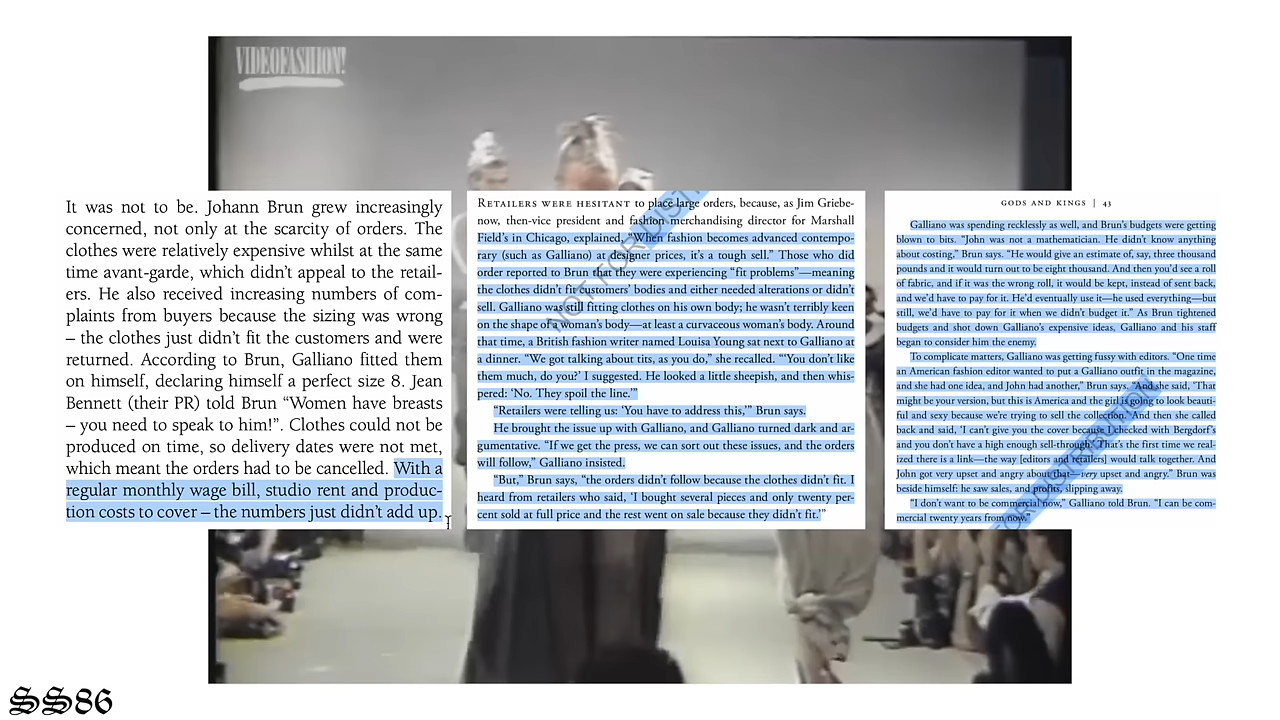 VIDEOFASHION!
It was not to be. Johann Brun grew increasingly
concerned, not only at the scarcity of orders. The
clothes were relatively expensive whilst at the same
time avant-garde, which didn't appeal to the retail-
ers. He also received increasing numbers of com-
plaints from buyers because the sizing was wrong
– the clothes just didn't fit the customers and were
returned. According to Brun, Galliano fitted them
on himself, declaring himself a perfect size 8. Jean
Bennett (their PR) told Brun “Women have breasts
– you need to speak to him!”. Clothes could not be
produced on time, so delivery dates were not met,
which meant the orders had to be cancelled. With a
regular monthly wage bill, studio rent and produc-
tion costs to cover – the numbers just didn't add up.
RETAILERS WERE HESITANT to place large orders, because, as Jim Griebe-
now, then-vice president and fashion merchandising director for Marshall
Field's in Chicago, explained, “When fashion becomes advanced contempo-
rary (such as Galliano) at designer prices, it's a tough sell.” Those who did
order reported to Brun that they were experiencing “fit problems”—meaning
the clothes didn't fit customers' bodies and either needed alterations or didn't
sell. Galliano was still fitting clothes on his own body; he wasn't terribly keen
on the shape of a woman's body—at least a curvaceous woman's body. Around
that time, a British fashion writer named Louisa Young sat next to Galliano at
a dinner. “We got talking about tits, as you do,” she recalled. “‘You don't like
them much, do you?’ I suggested. He looked a little sheepish, and then whis-
pered: ‘No. They spoil the line.’”
“Retailers were telling us: ‘You have to address this,’” Brun says.
He brought the issue up with Galliano, and Galliano turned dark and ar-
gumentative. “If we get the press, we can sort out these issues, and the orders
will follow,” Galliano insisted.
“But,” Brun says, “the orders didn't follow because the clothes didn't fit. I
heard from retailers who said, ‘I bought several pieces and only twenty per-
cent sold at full price and the rest went on sale because they didn't fit.’”
NOT FOR DISTRI
GODS AND KINGS | 43
Galliano was spending recklessly as well, and Brun's budgets were getting
blown to bits. “John was not a mathematician. He didn't know anything
about costing,” Brun says. “He would give an estimate of, say, three thousand
pounds and it would turn out to be eight thousand. And then you'd see a roll
of fabric, and if it was the wrong roll, it would be kept, instead of sent back,
and we'd have to pay for it. He'd eventually use it—he used everything—but
still, we'd have to pay for it when we didn't budget it.” As Brun tightened
budgets and shot down Galliano's expensive ideas, Galliano and his staff
began to consider him the enemy.
To complicate matters, Galliano was getting fussy with editors. “One time
an American fashion editor wanted to put a Galliano outfit in the magazine,
and she had one idea, and John had another,” Brun says. “And she said, ‘That
might be your version, but this is America and the girl is going to look beauti-
ful and sexy because we're trying to sell the collection.’ And then she called
back and said, ‘I can't give you the cover because I checked with Bergdorf's
and you don't have a high enough sell-through.’ That's the first time we real-
ized there is a link—the way [editors and retailers] would talk together. And
John got very upset and angry about that—very upset and angry.” Brun was
beside himself: he saw sales, and profits, slipping away.
“I don't want to be commercial now,” Galliano told Brun. “I can be com-
mercial twenty years from now.”
FOR DISTRIBUTION
SS86